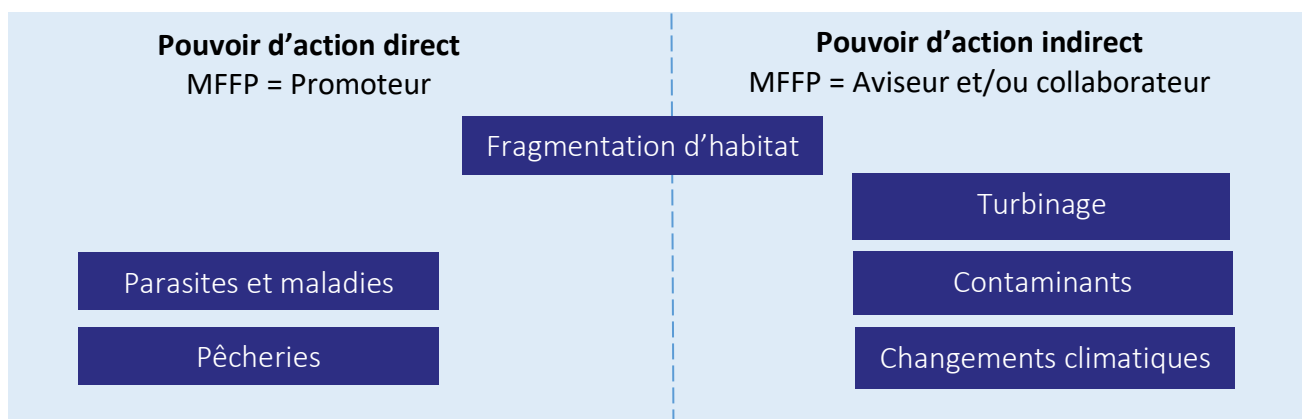 Pouvoir d’action direct
MFFP = Promoteur
Pouvoir d’action indirect
MFFP = Aviseur et/ou collaborateur
Fragmentation d’habitat
Turbinage
Parasites et maladies
Contaminants
Pêcheries
Changements climatiques